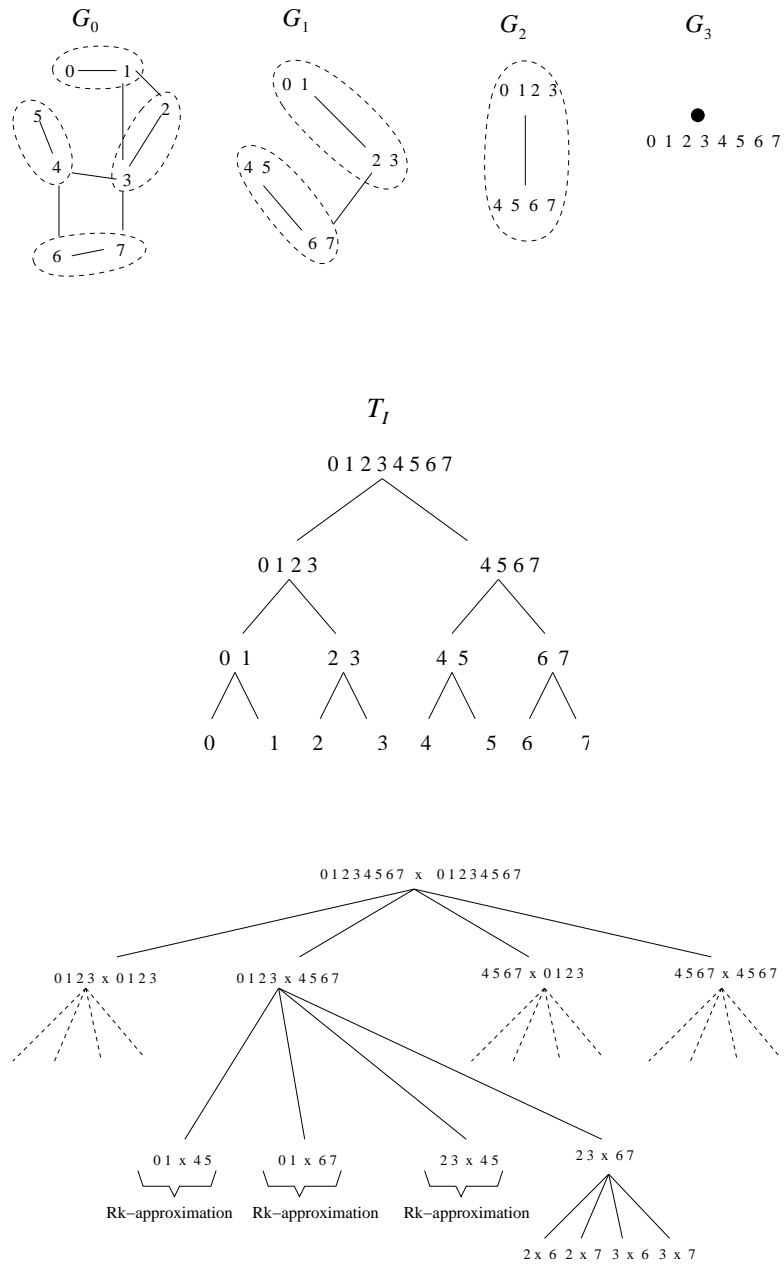 G0 G1 G2 G3
0 1
2
5
4 3
6 7
0 1
2 3
4 5
6 7
0 1 2 3
4 5 6 7
0 1 2 3 4 5 6 7
TI
0 1 2 3 4 5 6 7
0 1 2 3 4 5 6 7
0 1 2 3 4 5 6 7
0 1 2 3 4 5 6 7
0 1 2 3 4 5 6 7 x 0 1 2 3 4 5 6 7
0 1 2 3 x 0 1 2 3 0 1 2 3 x 4 5 6 7 4 5 6 7 x 0 1 2 3 4 5 6 7 x 4 5 6 7
0 1 x 4 5 0 1 x 6 7 2 3 x 4 5 2 3 x 6 7
Rk−approximation Rk−approximation Rk−approximation
2 x 6 2 x 7 3 x 6 3 x 7